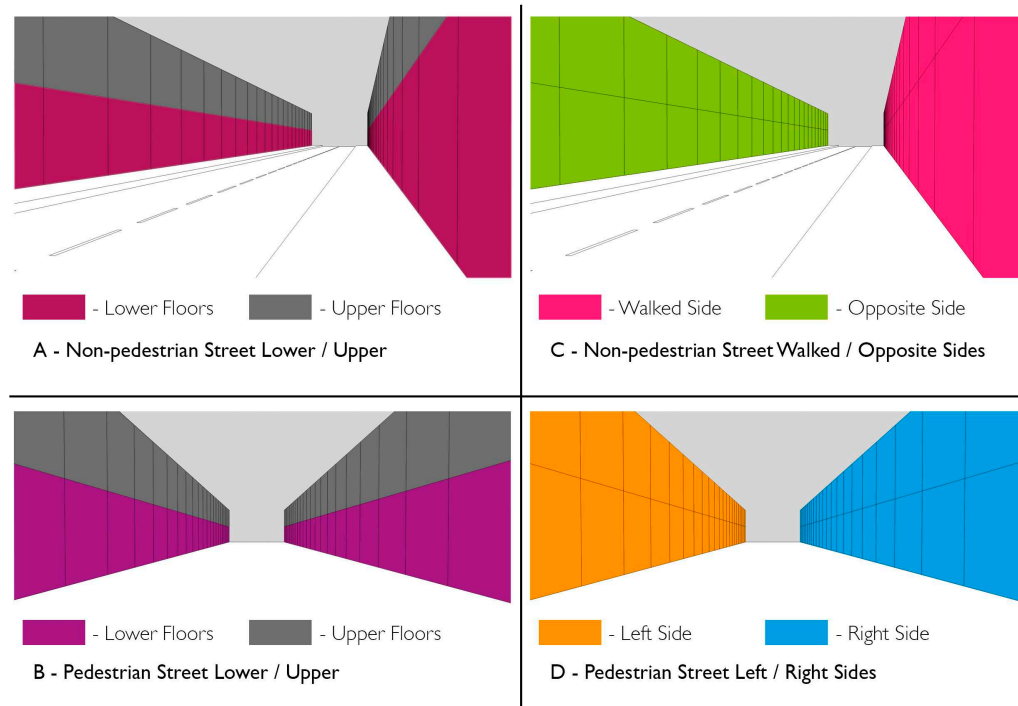 - Lower Floors - Upper Floors
A - Non-pedestrian Street Lower / Upper
- Walked Side - Opposite Side
C - Non-pedestrian Street Walked / Opposite Sides
- Lower Floors - Upper Floors
B - Pedestrian Street Lower / Upper
- Left Side - Right Side
D - Pedestrian Street Left / Right Sides